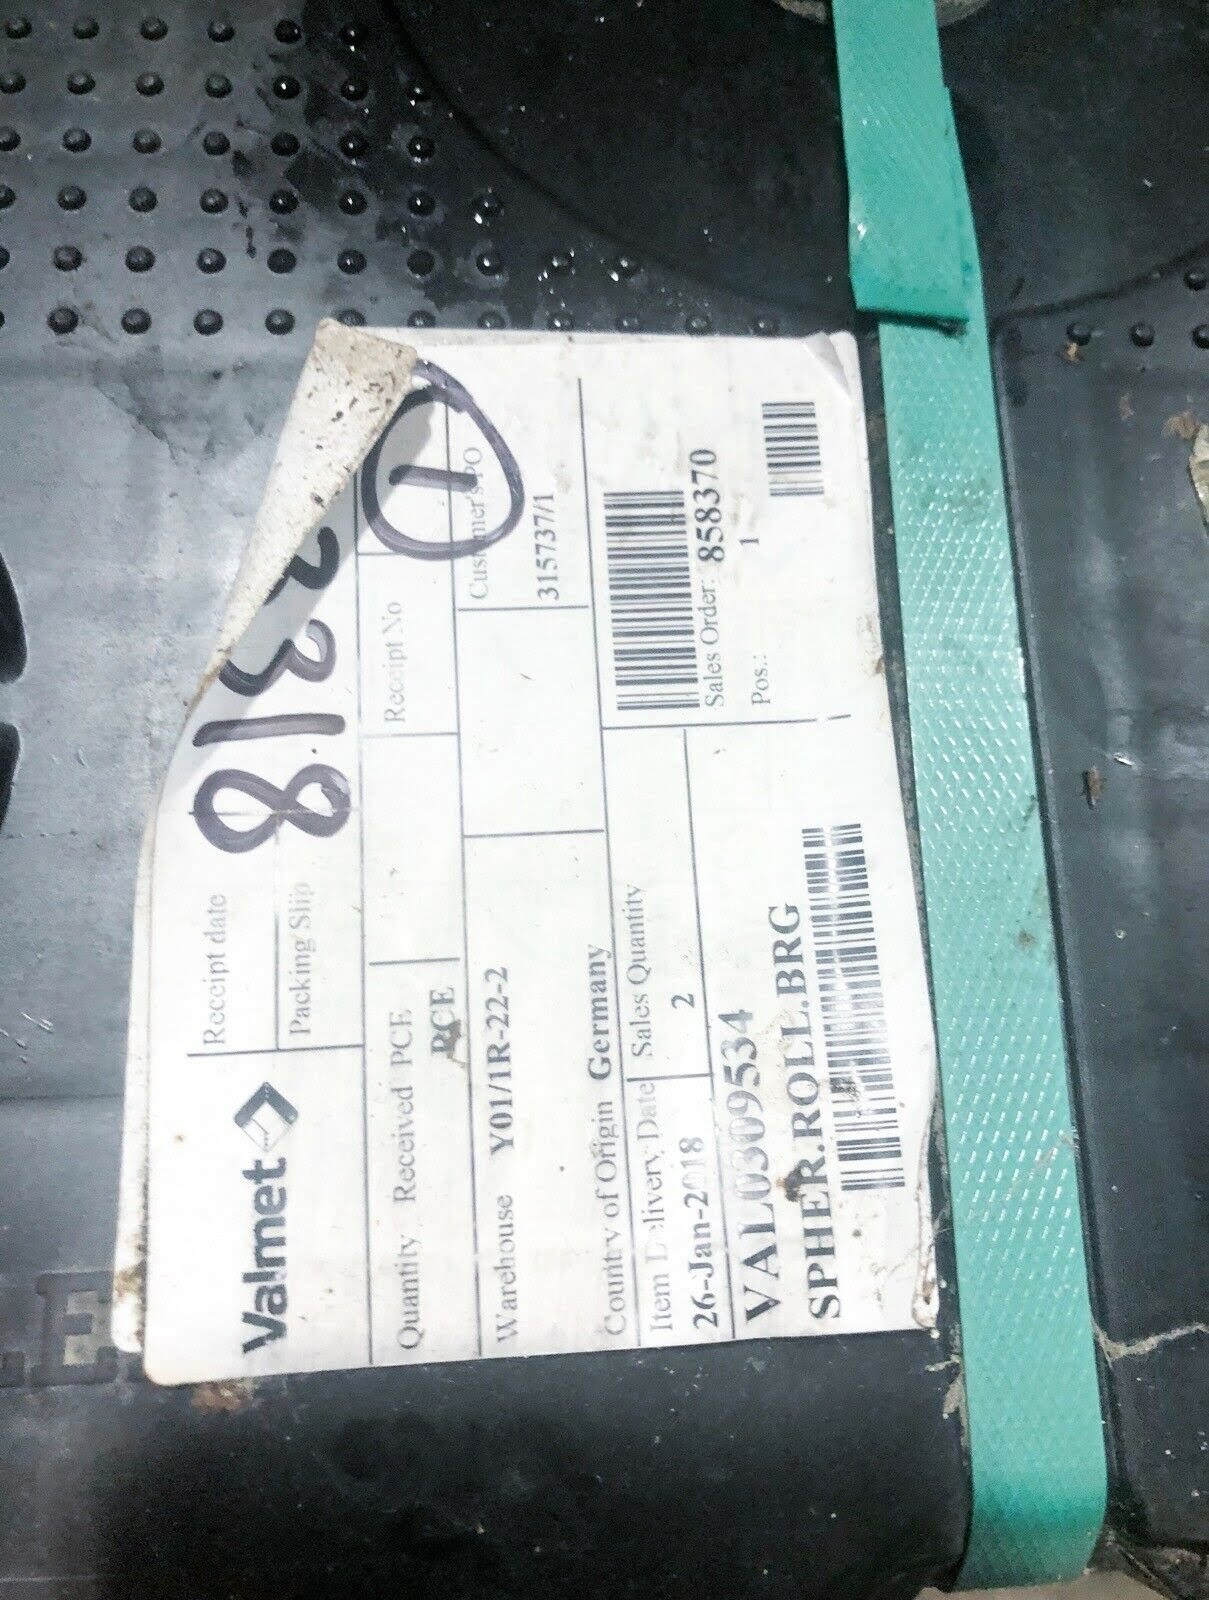 Valmet
Receipt date
Packing Slip
Quantity Received PCE
PCE
Receipt No
1
Warehouse Y01/1R-22-2
Customer's PO
315737/1
Country of Origin Germany
Item Delivery Date
26-Jan-2018
Sales Quantity
2
Sales Order: 858370
Pos.: 1
VAL0309534
SPHER.ROLL.BRG